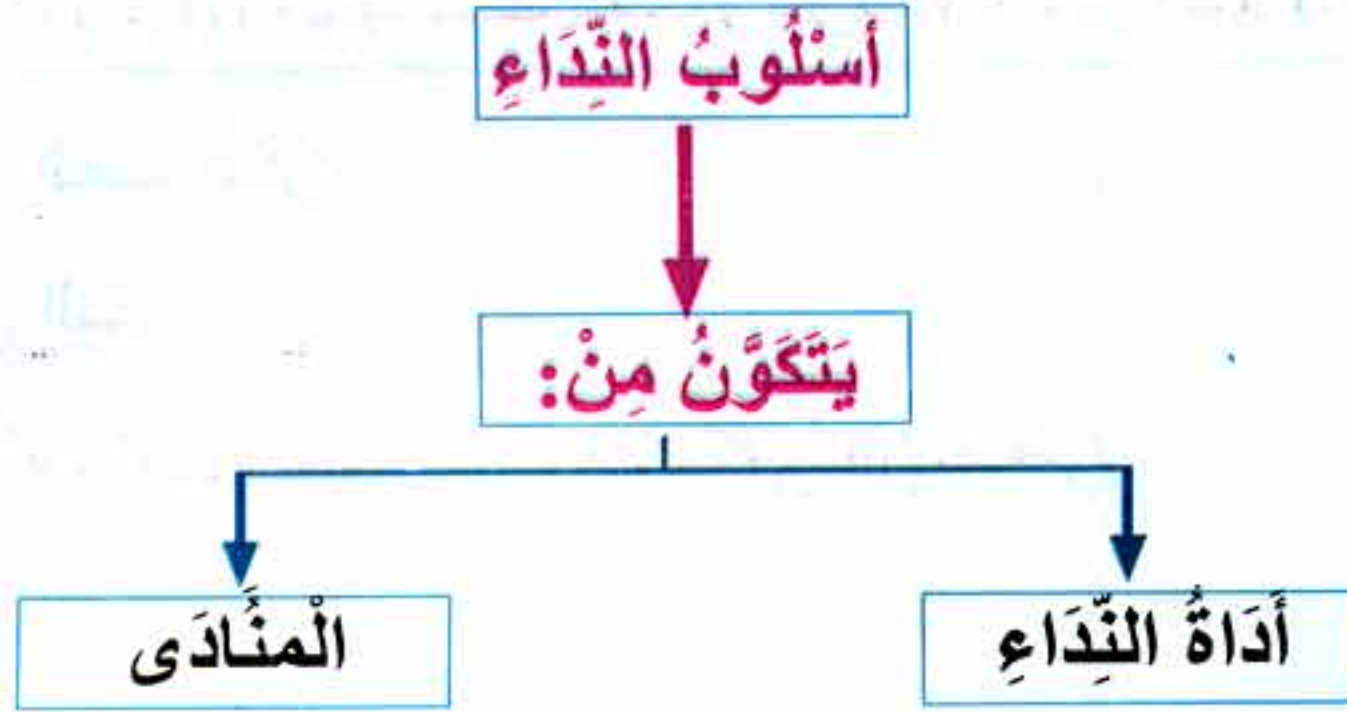 أسْلُوبُ النِّدَاءِ
يَتَكَوَّنُ مِنْ:
أَدَاةُ النِّدَاءِ
الْمنَُادَى